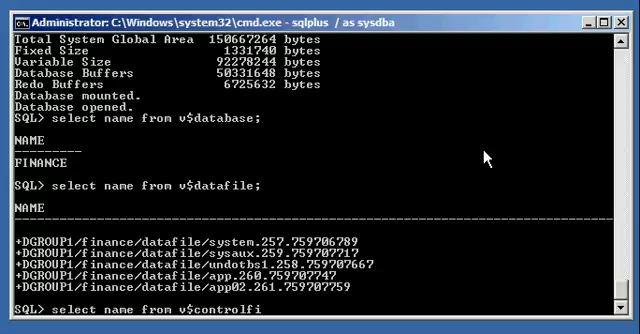 Administrator: C:\Windows\system32\cmd.exe - sqlplus / as sysdba
Total System Global Area 150667264 bytes
Fixed Size 1331740 bytes
Variable Size 92278244 bytes
Database Buffers 50331648 bytes
Redo Buffers 6725632 bytes
Database mounted.
Database opened.
SQL> select name from v$database;
NAME
---------
FINANCE
SQL> select name from v$datafile;
NAME
--------------------------------------------------------------------------------
+DGROUP1/finance/datafile/system.257.759706789
+DGROUP1/finance/datafile/sysaux.259.759707717
+DGROUP1/finance/datafile/undotbs1.258.759707667
+DGROUP1/finance/datafile/app.260.759707747
+DGROUP1/finance/datafile/app02.261.759707759
SQL> select name from v$controlfi